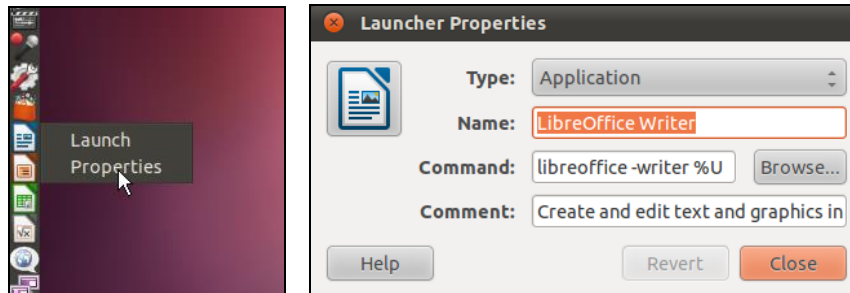 Launch
Properties
Launcher Properties
Type: Application
Name: LibreOffice Writer
Command: libreoffice -writer %U Browse...
Comment: Create and edit text and graphics in
Help Revert Close